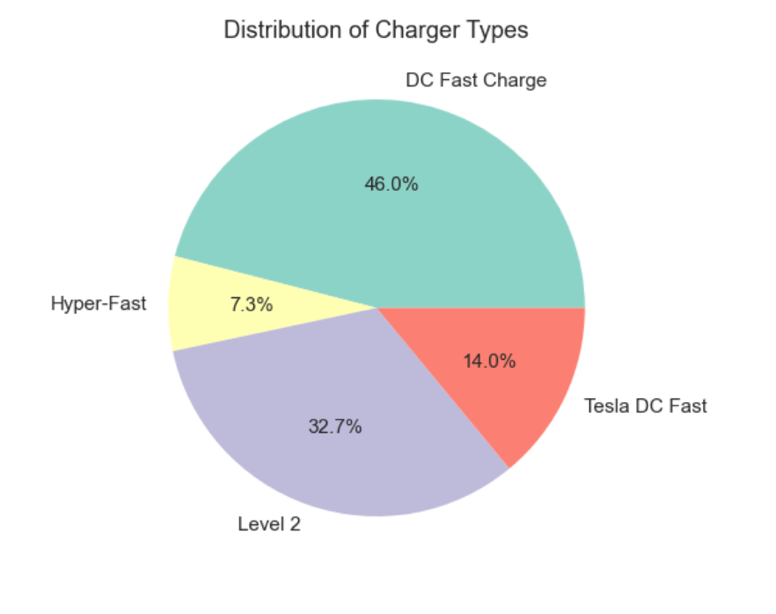 Distribution of Charger Types
DC Fast Charge
46.0%
Hyper-Fast
7.3%
14.0%
Tesla DC Fast
32.7%
Level 2